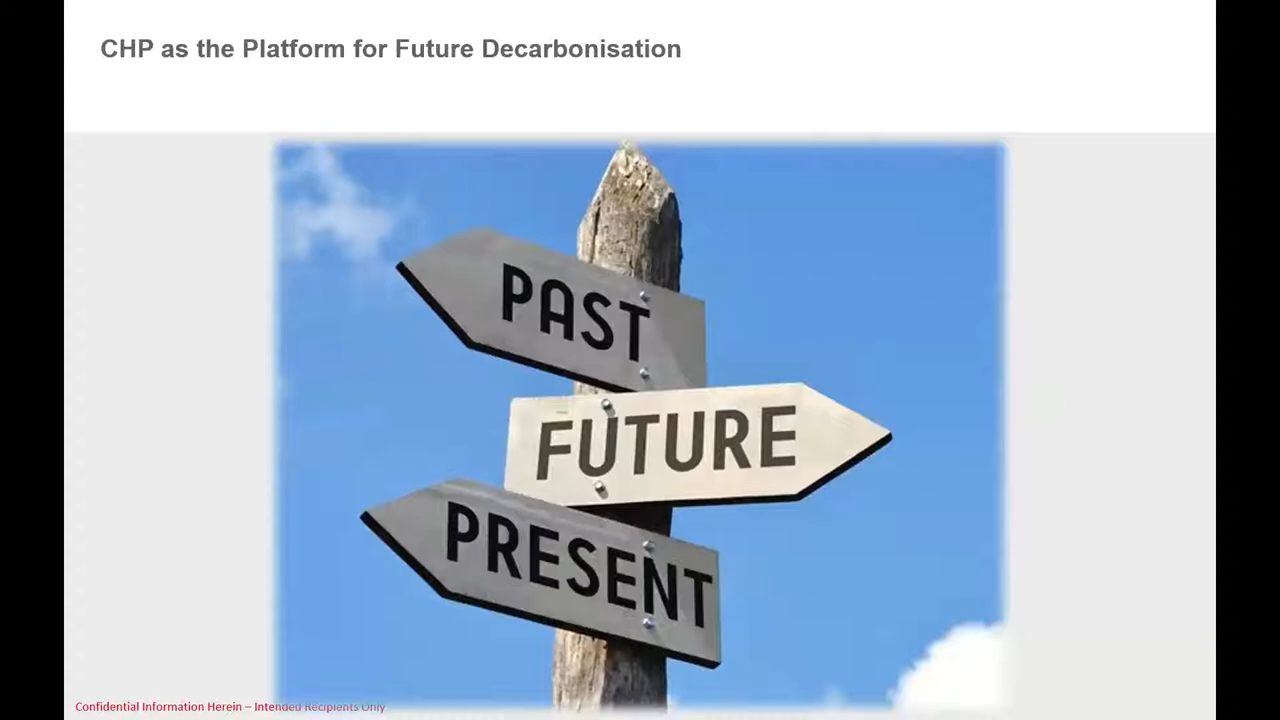 CHP as the Platform for Future Decarbonisation
PAST
FUTURE
PRESENT
Confidential Information Herein – Intended Recipients Only